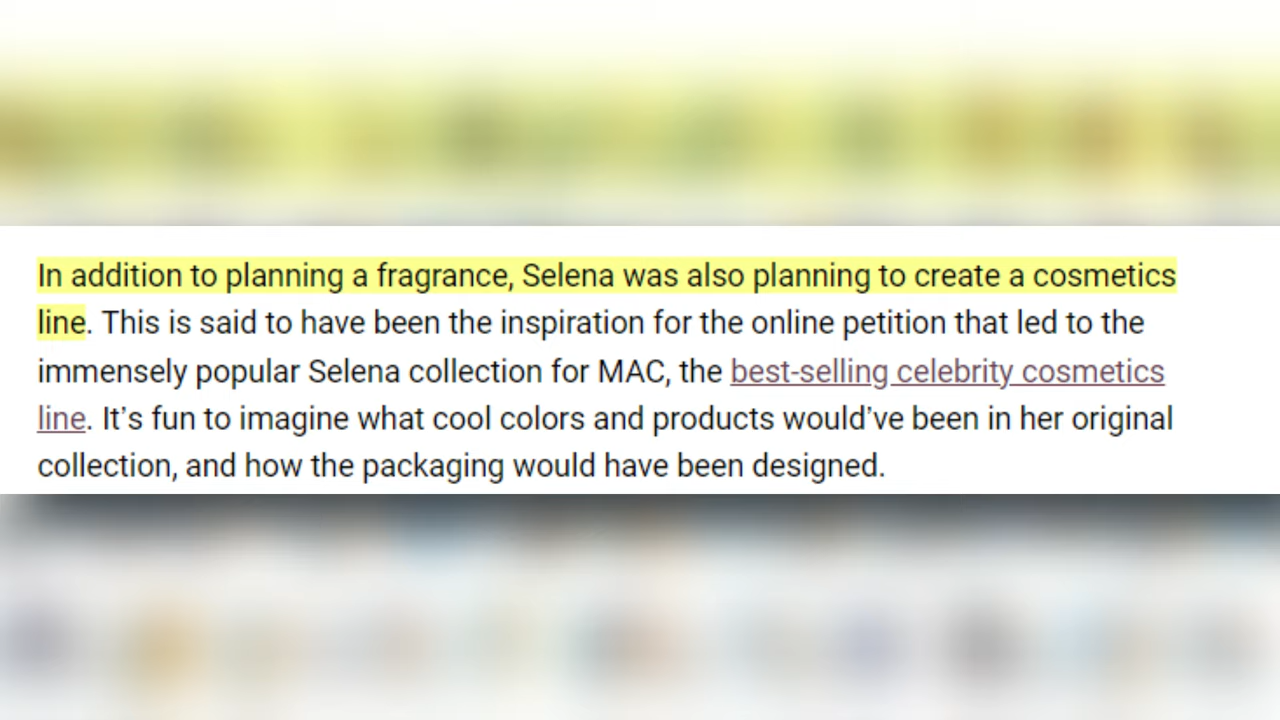 In addition to planning a fragrance, Selena was also planning to create a cosmetics
line. This is said to have been the inspiration for the online petition that led to the
immensely popular Selena collection for MAC, the best-selling celebrity cosmetics
line. It’s fun to imagine what cool colors and products would’ve been in her original
collection, and how the packaging would have been designed.